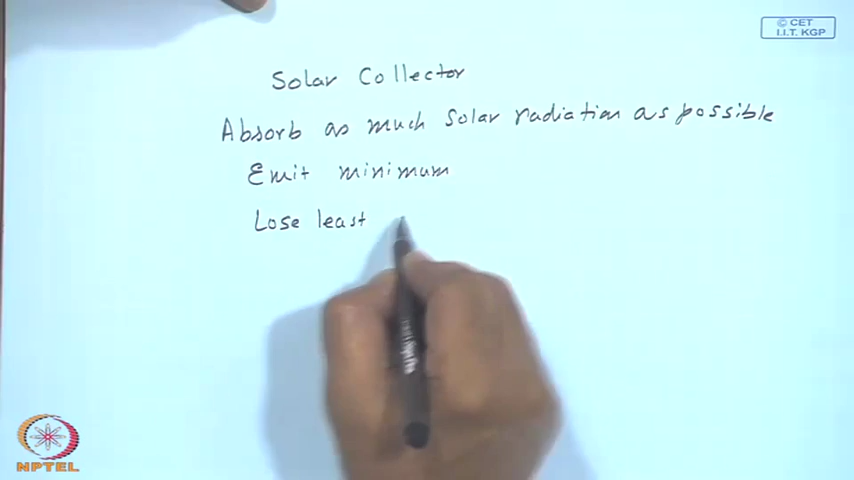 © CET
I.I.T. KGP
Solar Collector
Absorb as much solar radiation as possible
Emit minimum
Lose least
NPTEL